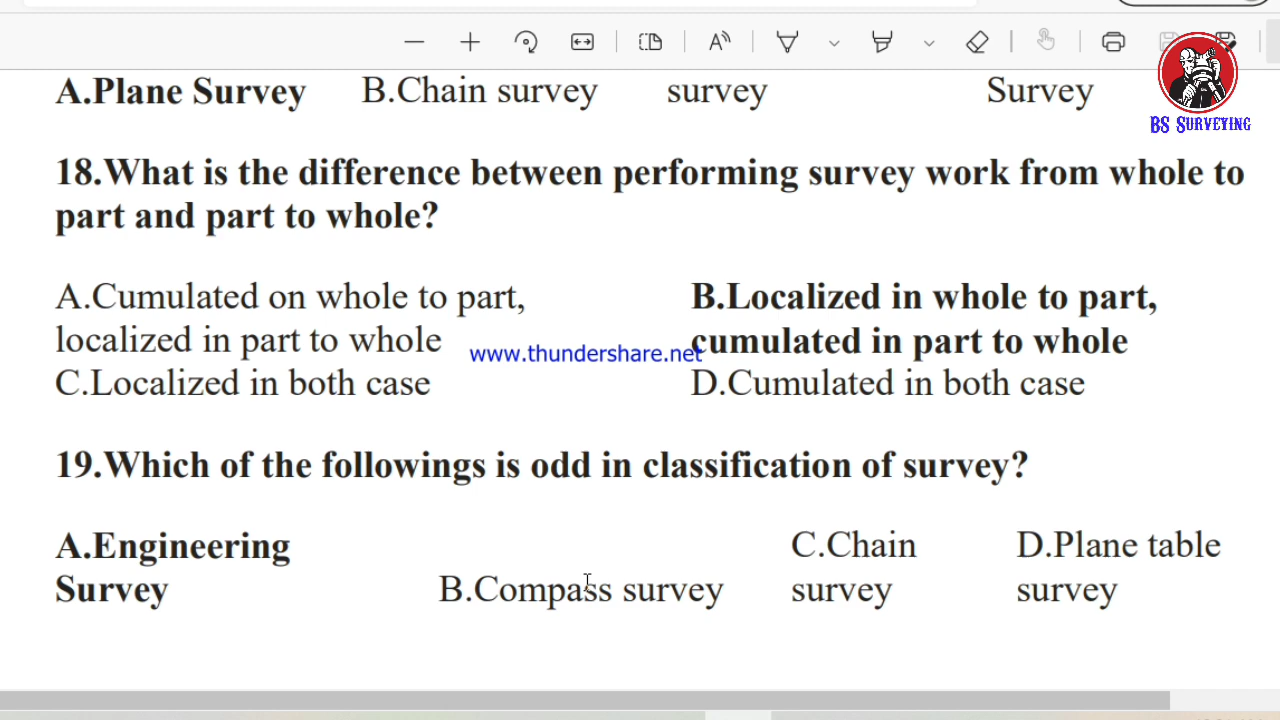 A.Plane Survey B.Chain survey survey Survey
BS SURVEYING
18.What is the difference between performing survey work from whole to
part and part to whole?
A.Cumulated on whole to part, B.Localized in whole to part,
localized in part to whole cumulated in part to whole
www.thundershare.net
C.Localized in both case D.Cumulated in both case
19.Which of the followings is odd in classification of survey?
A.Engineering C.Chain D.Plane table
Survey B.Compass survey survey survey